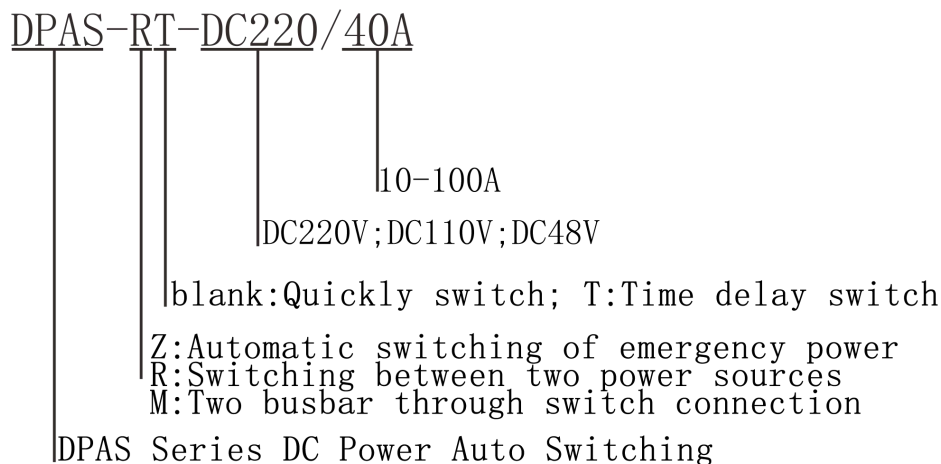 DPAS-RT-DC220/40A
10-100A
DC220V;DC110V;DC48V
blank:Quickly switch; T:Time delay switch
Z:Automatic switching of emergency power
R:Switching between two power sources
M:Two busbar through switch connection
DPAS Series DC Power Auto Switching